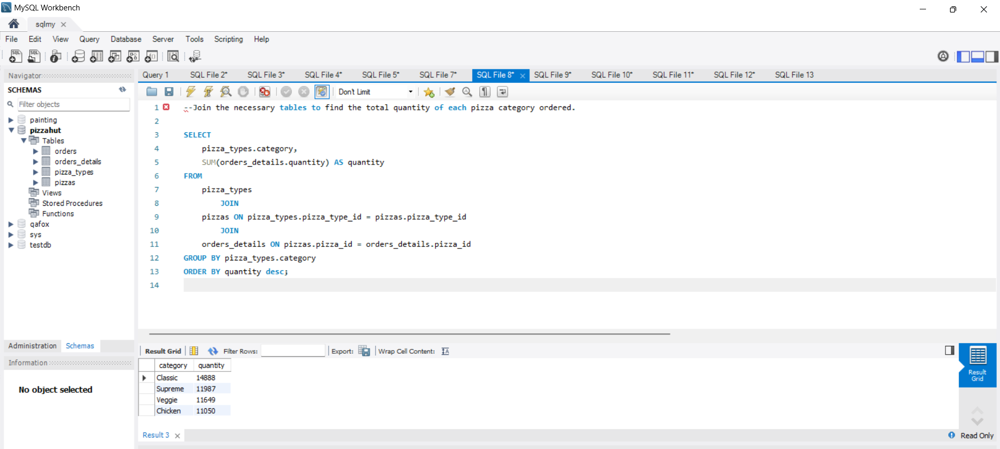 MySQL Workbench
sqlmy
File Edit View Query Database Server Tools Scripting Help
Navigator
SCHEMAS
Filter objects
painting
pizzahut
Tables
orders
orders_details
pizza_types
pizzas
Views
Stored Procedures
Functions
qafox
sys
testdb
Administration Schemas
Information
No object selected
Query 1 SQL File 2* SQL File 3* SQL File 4* SQL File 5* SQL File 7* SQL File 8* SQL File 9* SQL File 10* SQL File 11* SQL File 12* SQL File 13
Don't Limit
1 --Join the necessary tables to find the total quantity of each pizza category ordered.
2
3 SELECT
4 pizza_types.category,
5 SUM(orders_details.quantity) AS quantity
6 FROM
7 pizza_types
8 JOIN
9 pizzas ON pizza_types.pizza_type_id = pizzas.pizza_type_id
10 JOIN
11 orders_details ON pizzas.pizza_id = orders_details.pizza_id
12 GROUP BY pizza_types.category
13 ORDER BY quantity desc;
14
Result Grid Filter Rows: Export: Wrap Cell Content:
category quantity
Classic 14888
Supreme 11987
Veggie 11649
Chicken 11050
Result
Grid
Result 3
Read Only